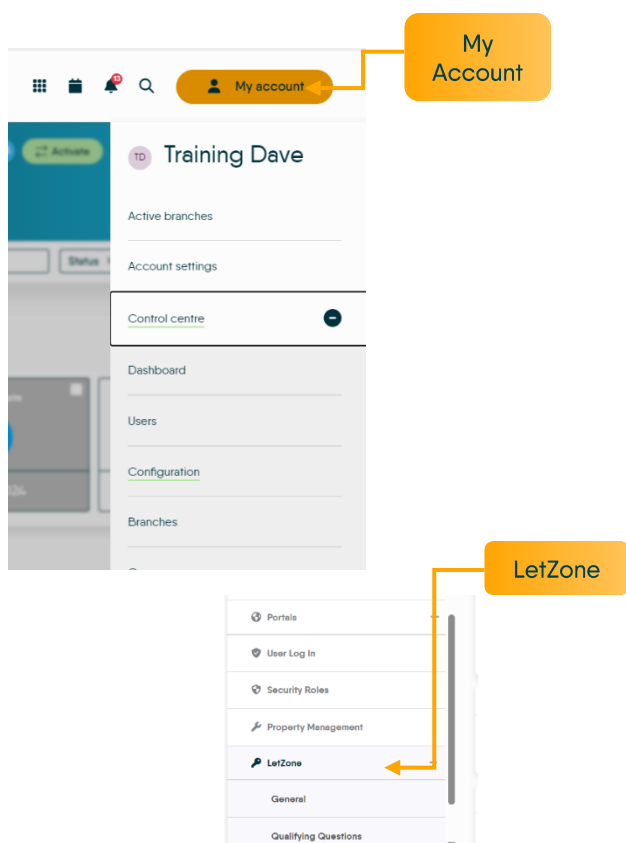 My
Account
13
My account
Activate
TD
Training Dave
Active branches
Status
Account settings
Control centre
Dashboard
Users
Configuration
Branches
LetZone
Portals
User Log In
Security Roles
Property Management
LetZone
General
Qualifying Questions